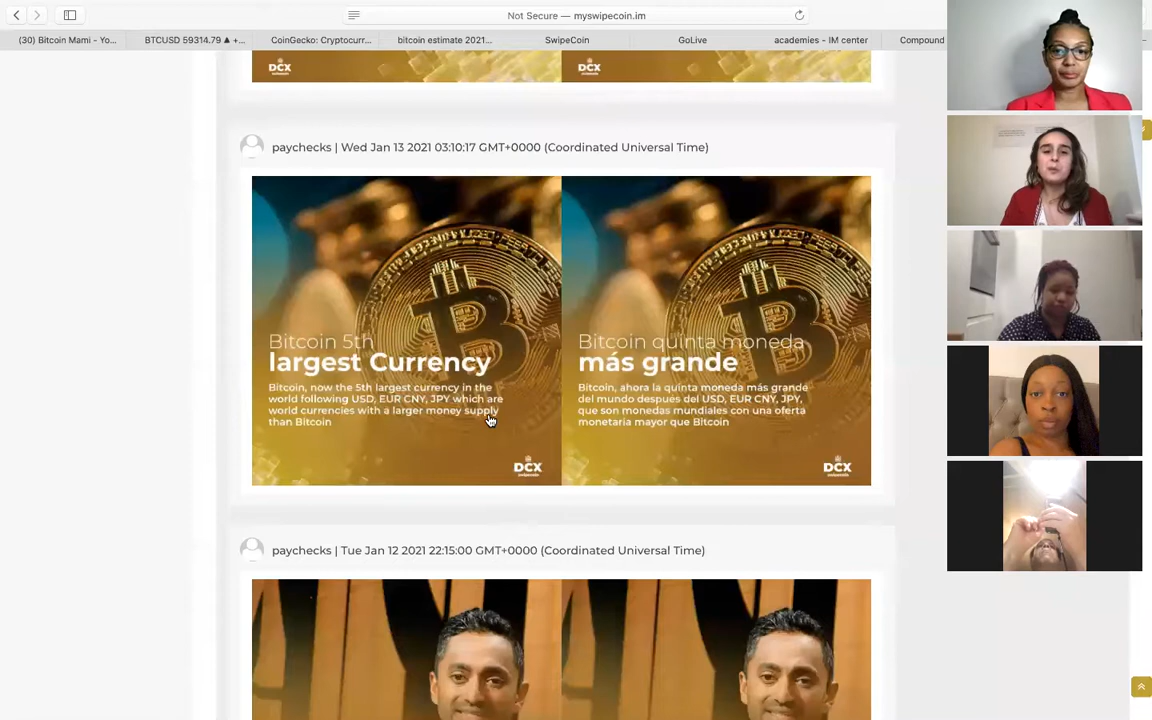 Not Secure — myswipecoin.im
(30) Bitcoin Mami - Yo...
BTCUSD 59314.79 ▲ +...
CoinGecko: Cryptocurr...
bitcoin estimate 2021...
SwipeCoin
GoLive
academies - IM center
Compound
DCX
DCX
paychecks | Wed Jan 13 2021 03:10:17 GMT+0000 (Coordinated Universal Time)
Bitcoin 5th
largest Currency
Bitcoin, now the 5th largest currency in the
world following USD, EUR CNY, JPY which are
world currencies with a larger money supply
than Bitcoin
DCX
Bitcoin quinta moneda
más grande
Bitcoin, ahora la quinta moneda más grande
del mundo después del USD, EUR CNY, JPY,
que son monedas mundiales con una oferta
monetaria mayor que Bitcoin
DCX
paychecks | Tue Jan 12 2021 22:15:00 GMT+0000 (Coordinated Universal Time)